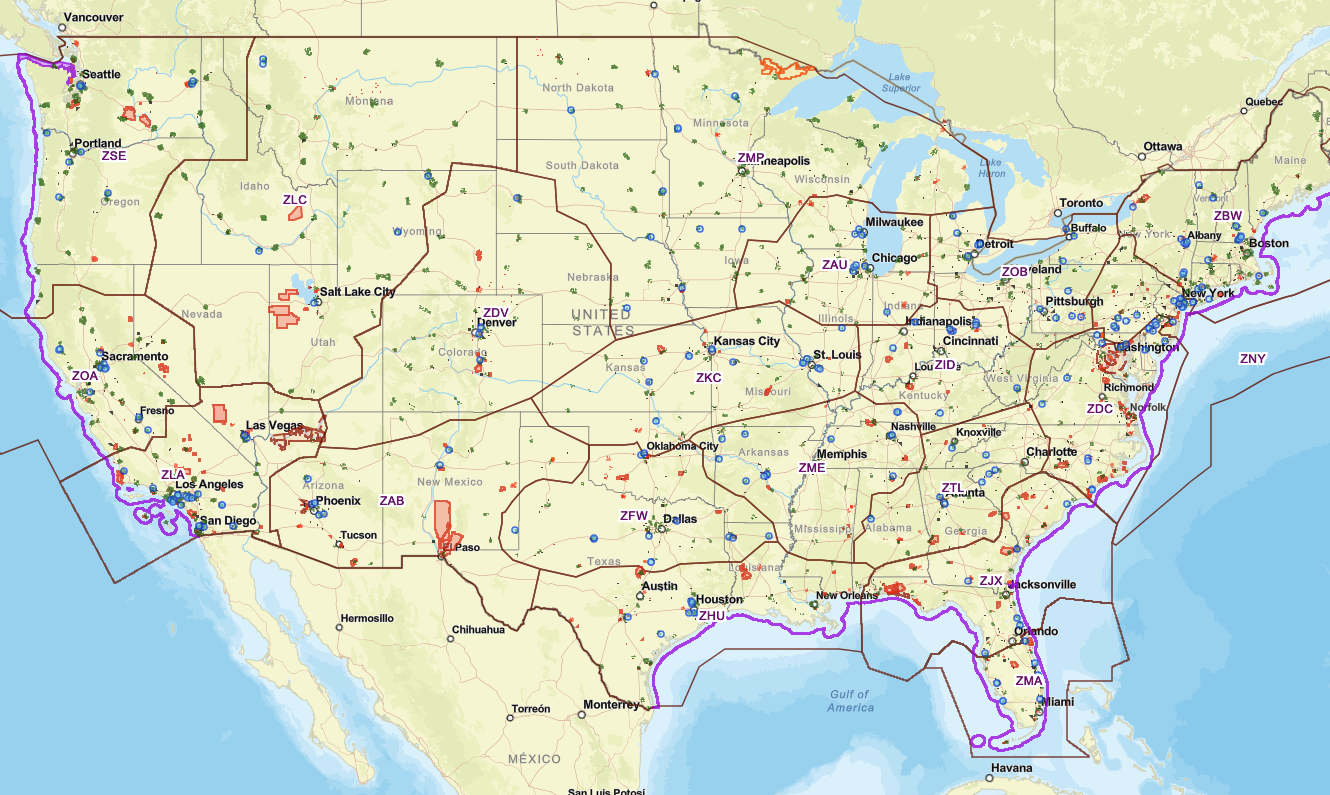 Vancouver
Seattle
Portland
ZSE
Oregon
Idaho
ZLC
Montana
North Dakota
South Dakota
Wyoming
Minnesota
ZMP
Wisconsin
Lake
Superior
Lake
Huron
Ottawa
Quebec
Maine
Toronto
Buffalo
New York
ZBW
Albany
Boston
Milwaukee
ZAU
Chicago
Detroit
ZOB
Pittsburgh
New York
Salt Lake City
Nevada
Utah
Nebraska
UNITED
STATES
Iowa
Illinois
Indianapolis
Cincinnati
ZDV
Denver
Colorado
Kansas
Kansas City
ZKC
St. Louis
Missouri
ZID
Kentucky
West Virginia
Washington
Richmond
ZDC
Norfolk
ZNY
Sacramento
ZOA
Fresno
Las Vegas
ZLA
Los Angeles
San Diego
Arizona
Phoenix
Tucson
ZAB
New Mexico
El Paso
Oklahoma City
Arkansas
ZME
Memphis
Nashville
Knoxville
Charlotte
ZTL
Atlanta
ZFW
Dallas
Texas
Mississippi
Alabama
Georgia
Louisiana
Austin
Houston
ZHU
New Orleans
ZJX
Jacksonville
Orlando
ZMA
Miami
Gulf of
America
Hermosillo
Chihuahua
Torreón
Monterrey
MÉXICO
Havana
San Luis Potosí